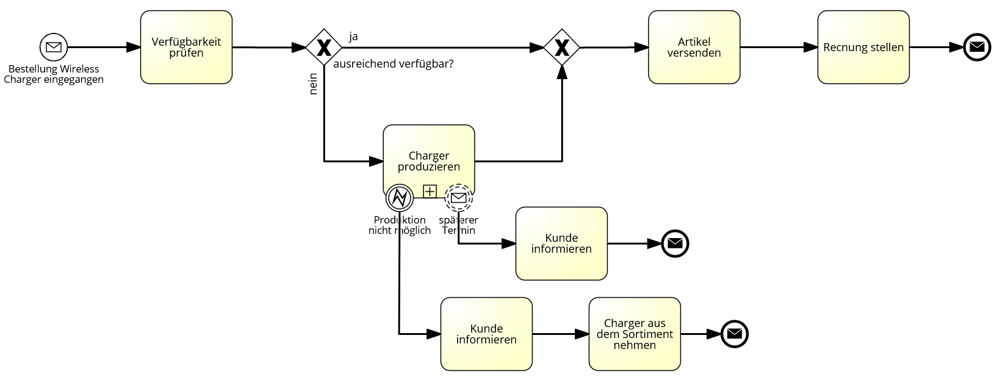 Bestellung Wireless
Charger eingegangen
Verfügbarkeit
prüfen
ja
ausreichend verfügbar?
nein
Artikel
versenden
Recnung stellen
Charger
produzieren
Produktion
nicht möglich
späterer
Termin
Kunde
informieren
Kunde
informieren
Charger aus
dem Sortiment
nehmen